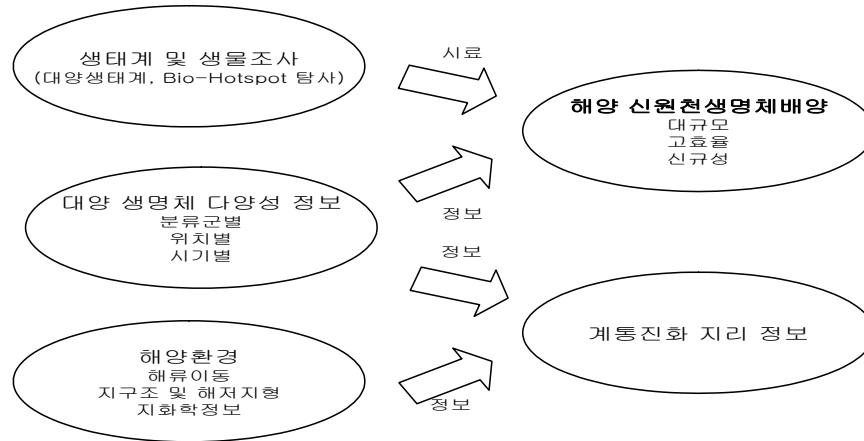 생태계 및 생물조사
(대양생태계, Bio-Hotspot 탐사)
시료
해양 신원천생명체배양
대규모
고효율
신규성
대양 생명체 다양성 정보
분류군별
위치별
시기별
정보
정보
계통진화 지리 정보
해양환경
해류이동
지구조 및 해저지형
지화학정보
정보